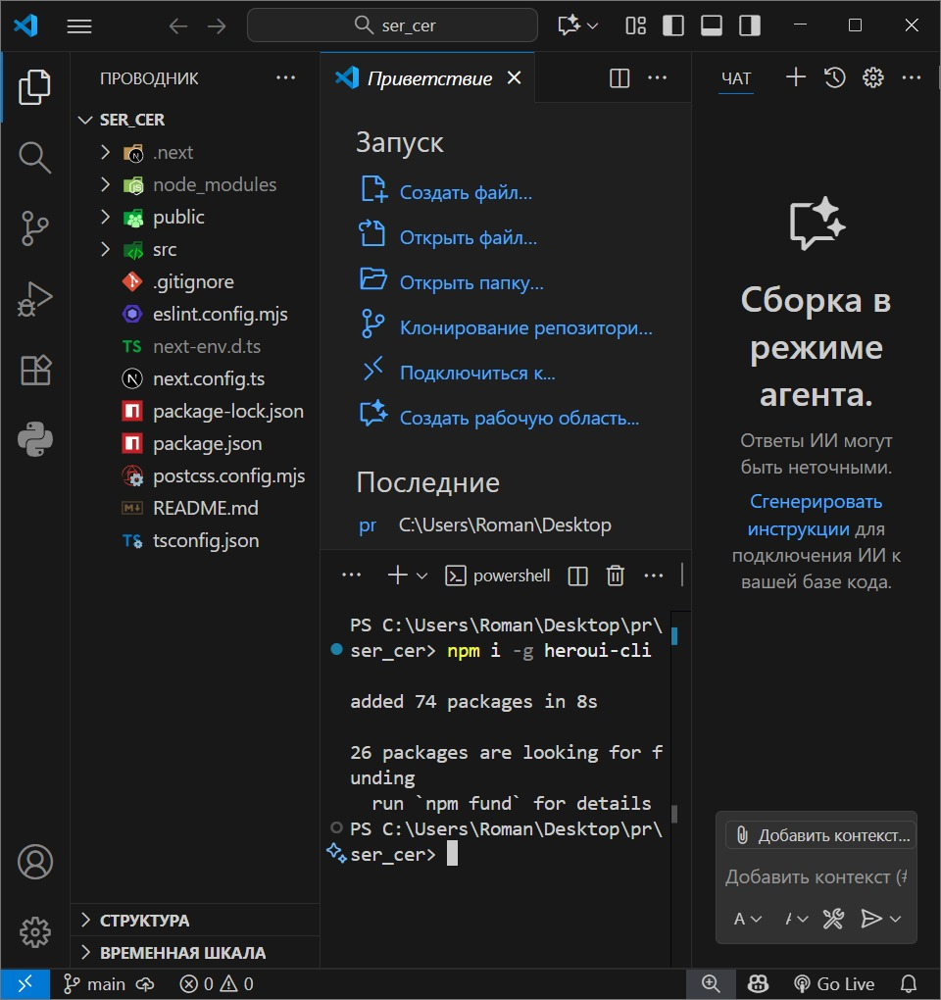 ser_cer
ПРОВОДНИК
SER_CER
.next
node_modules
public
src
.gitignore
eslint.config.mjs
TS next-env.d.ts
N next.config.ts
package-lock.json
package.json
postcss.config.mjs
README.md
TS tsconfig.json
СТРУКТУРА
ВРЕМЕННАЯ ШКАЛА
Приветствие
Запуск
Создать файл...
Открыть файл...
Открыть папку...
Клонирование репозитори...
Подключиться к...
Создать рабочую область...
Последние
pr C:\Users\Roman\Desktop
powershell
PS C:\Users\Roman\Desktop\pr\
ser_cer> npm i -g heroui-cli
added 74 packages in 8s
26 packages are looking for f
unding
run `npm fund` for details
PS C:\Users\Roman\Desktop\pr\
ser_cer>
ЧАТ
Сборка в
режиме
агента.
Ответы ИИ могут
быть неточными.
Сгенерировать
инструкции для
подключения ИИ к
вашей базе кода.
Добавить контекст...
Добавить контекст (#
A
main
0 0
Go Live